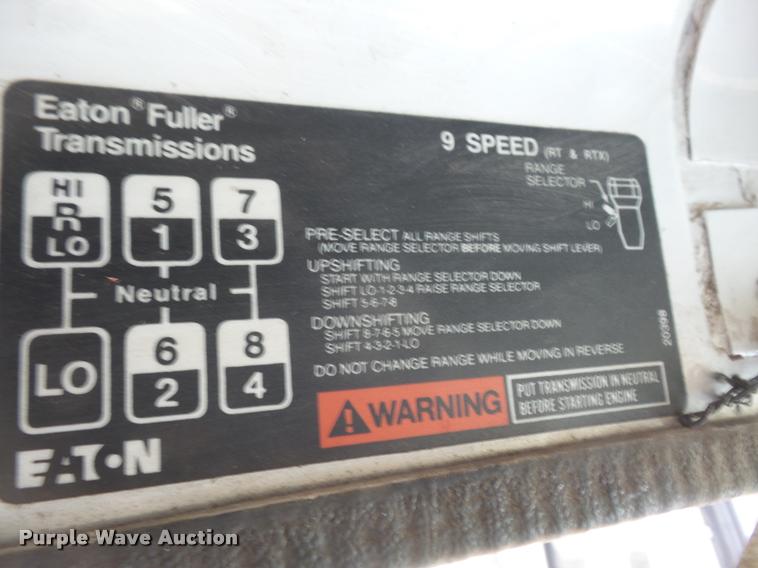 Eaton® Fuller®
Transmissions
9 SPEED (RT & RTX)
RANGE
SELECTOR
HI
LO
HI
R
LO
5
1
7
3
Neutral
LO
6
2
8
4
PRE-SELECT ALL RANGE SHIFTS
(MOVE RANGE SELECTOR BEFORE MOVING SHIFT LEVER)
UPSHIFTING
START WITH RANGE SELECTOR DOWN
SHIFT LO-1-2-3-4 RAISE RANGE SELECTOR
SHIFT 5-6-7-8
DOWNSHIFTING
SHIFT 8-7-6-5 MOVE RANGE SELECTOR DOWN
SHIFT 4-3-2-1-LO
DO NOT CHANGE RANGE WHILE MOVING IN REVERSE
20398
WARNING
PUT TRANSMISSION IN NEUTRAL
BEFORE STARTING ENGINE
EATON
Purple Wave Auction